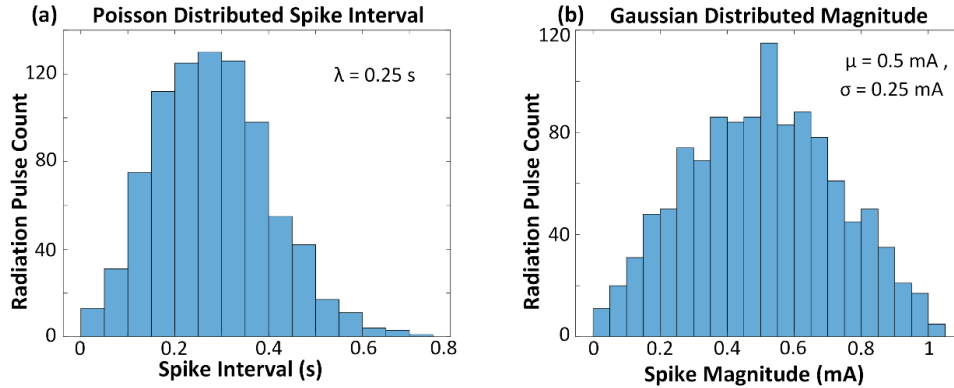 (a) Poisson Distributed Spike Interval
λ = 0.25 s
Radiation Pulse Count
120
80
40
0
0 0.2 0.4 0.6 0.8
Spike Interval (s)
(b) Gaussian Distributed Magnitude
μ = 0.5 mA ,
σ = 0.25 mA
Radiation Pulse Count
120
80
40
0
0 0.2 0.4 0.6 0.8 1
Spike Magnitude (mA)